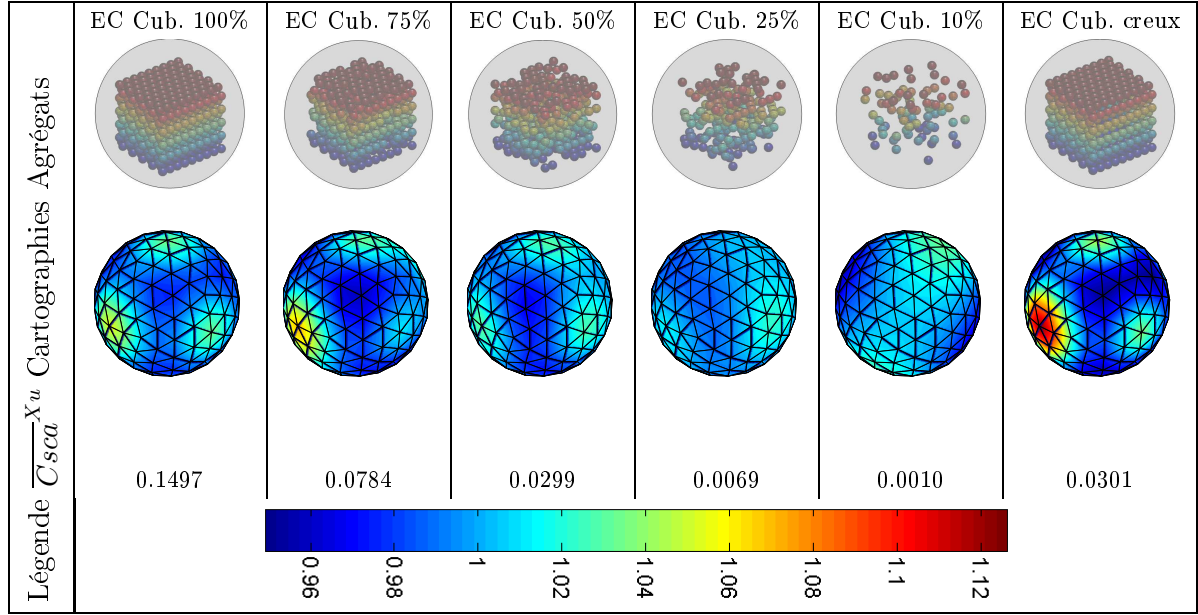 EC Cub. 100% EC Cub. 75% EC Cub. 50% EC Cub. 25% EC Cub. 10% EC Cub. creux
Agrégats
Cartographies
Csca^Xu
0.1497 0.0784 0.0299 0.0069 0.0010 0.0301
Légende
0.96 0.98 1 1.02 1.04 1.06 1.08 1.1 1.12